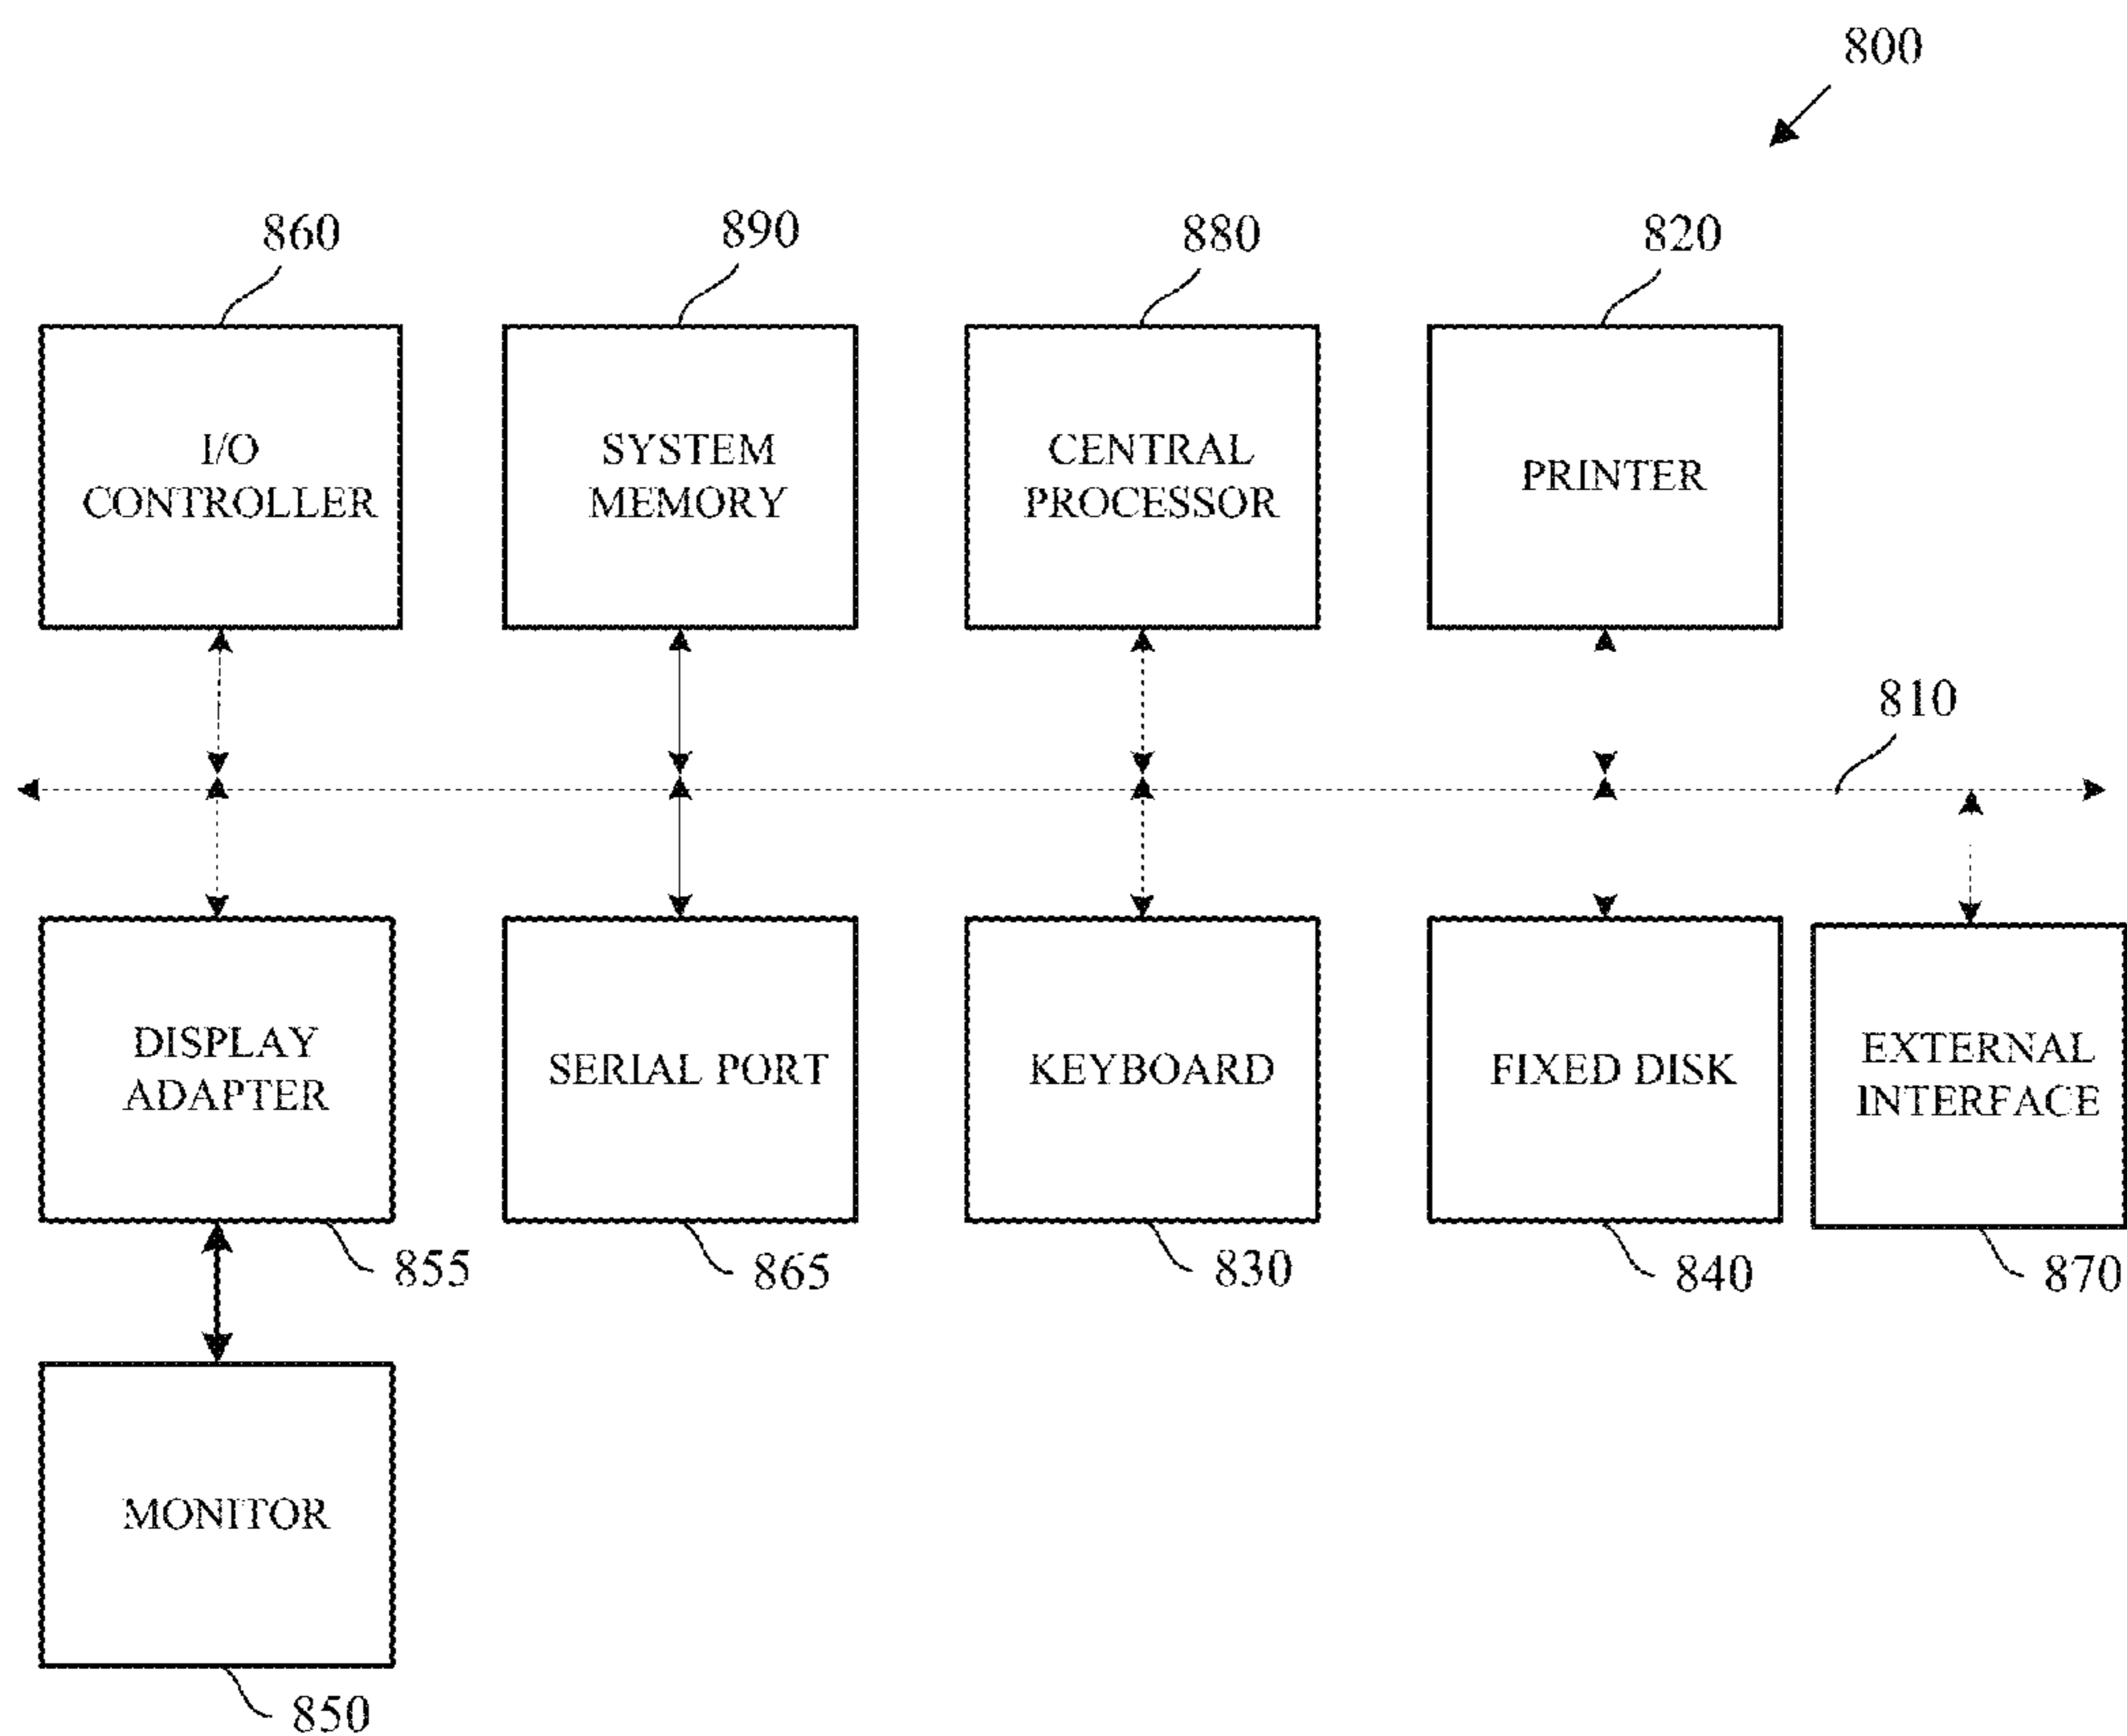 800
860
890
880
820
I/O
CONTROLLER
SYSTEM
MEMORY
CENTRAL
PROCESSOR
PRINTER
810
DISPLAY
ADAPTER
SERIAL PORT
KEYBOARD
FIXED DISK
EXTERNAL
INTERFACE
855
865
830
840
870
MONITOR
850